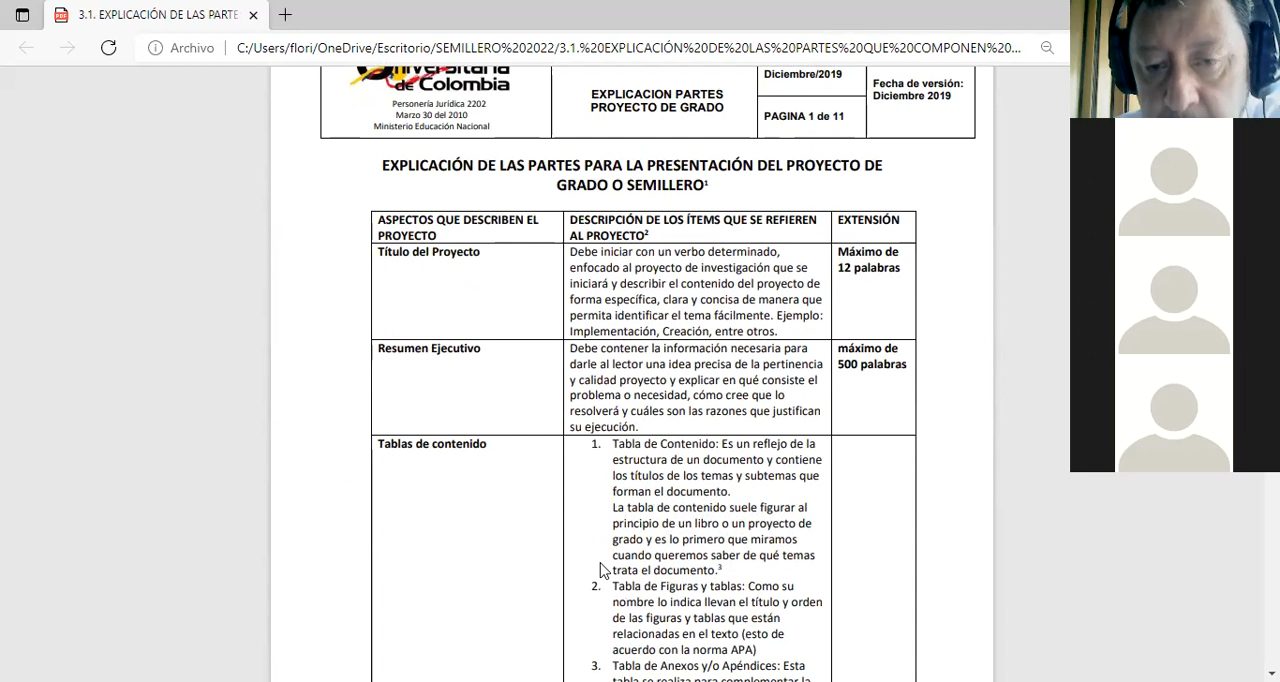 3.1. EXPLICACIÓN DE LAS PARTE
Archivo
C:/Users/flori/OneDrive/Escritorio/SEMILLERO%202022/3.1.%20EXPLICACIÓN%20DE%20LAS%20PARTES%20QUE%20COMPONEN%20...
Universitaria
de Colombia
Personería Jurídica 2202
Marzo 30 del 2010
Ministerio Educación Nacional
EXPLICACION PARTES
PROYECTO DE GRADO
Diciembre/2019
PAGINA 1 de 11
Fecha de versión:
Diciembre 2019
EXPLICACIÓN DE LAS PARTES PARA LA PRESENTACIÓN DEL PROYECTO DE
GRADO O SEMILLERO¹
ASPECTOS QUE DESCRIBEN EL
PROYECTO
DESCRIPCIÓN DE LOS ÍTEMS QUE SE REFIEREN
AL PROYECTO²
EXTENSIÓN
Título del Proyecto
Debe iniciar con un verbo determinado,
enfocado al proyecto de investigación que se
iniciará y describir el contenido del proyecto de
forma específica, clara y concisa de manera que
permita identificar el tema fácilmente. Ejemplo:
Implementación, Creación, entre otros.
Máximo de
12 palabras
Resumen Ejecutivo
Debe contener la información necesaria para
darle al lector una idea precisa de la pertinencia
y calidad proyecto y explicar en qué consiste el
problema o necesidad, cómo cree que lo
resolverá y cuáles son las razones que justifican
su ejecución.
máximo de
500 palabras
Tablas de contenido
1. Tabla de Contenido: Es un reflejo de la
estructura de un documento y contiene
los títulos de los temas y subtemas que
forman el documento.
La tabla de contenido suele figurar al
principio de un libro o un proyecto de
grado y es lo primero que miramos
cuando queremos saber de qué temas
trata el documento.³
2. Tabla de Figuras y tablas: Como su
nombre lo indica llevan el título y orden
de las figuras y tablas que están
relacionadas en el texto (esto de
acuerdo con la norma APA)
3. Tabla de Anexos y/o Apéndices: Esta
tabla se realiza para complementar la